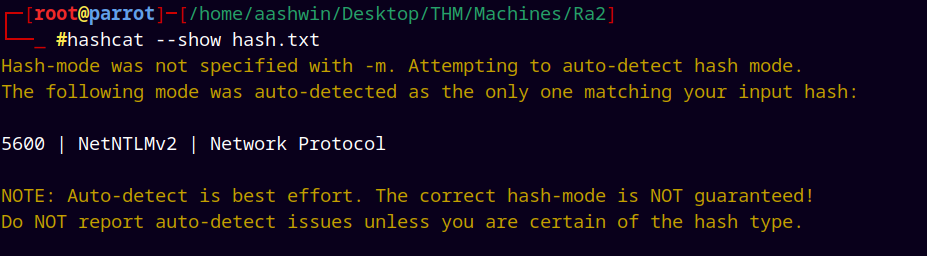 ┌─[root@parrot]─[/home/aashwin/Desktop/THM/Machines/Ra2]
└──_ #hashcat --show hash.txt
Hash-mode was not specified with -m. Attempting to auto-detect hash mode.
The following mode was auto-detected as the only one matching your input hash:

5600 | NetNTLMv2 | Network Protocol

NOTE: Auto-detect is best effort. The correct hash-mode is NOT guaranteed!
Do NOT report auto-detect issues unless you are certain of the hash type.